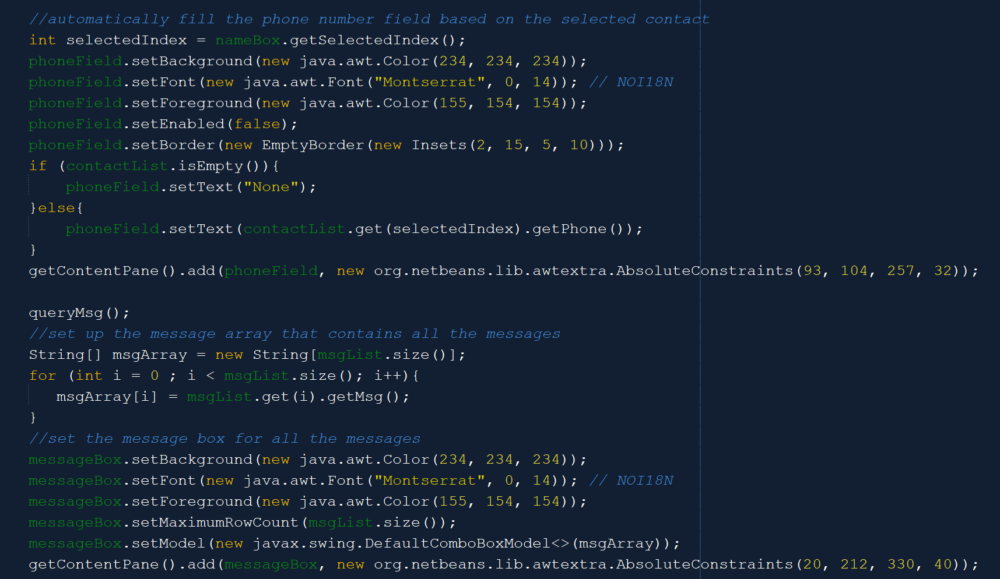 //automatically fill the phone number field based on the selected contact
int selectedIndex = nameBox.getSelectedIndex();
phoneField.setBackground(new java.awt.Color(234, 234, 234));
phoneField.setFont(new java.awt.Font("Montserrat", 0, 14)); // NOI18N
phoneField.setForeground(new java.awt.Color(155, 154, 154));
phoneField.setEnabled(false);
phoneField.setBorder(new EmptyBorder(new Insets(2, 15, 5, 10)));
if (contactList.isEmpty()){
    phoneField.setText("None");
}else{
    phoneField.setText(contactList.get(selectedIndex).getPhone());
}
getContentPane().add(phoneField, new org.netbeans.lib.awtextra.AbsoluteConstraints(93, 104, 257, 32));

queryMsg();
//set up the message array that contains all the messages
String[] msgArray = new String[msgList.size()];
for (int i = 0 ; i < msgList.size(); i++){
   msgArray[i] = msgList.get(i).getMsg();
}
//set the message box for all the messages
messageBox.setBackground(new java.awt.Color(234, 234, 234));
messageBox.setFont(new java.awt.Font("Montserrat", 0, 14)); // NOI18N
messageBox.setForeground(new java.awt.Color(155, 154, 154));
messageBox.setMaximumRowCount(msgList.size());
messageBox.setModel(new javax.swing.DefaultComboBoxModel<>(msgArray));
getContentPane().add(messageBox, new org.netbeans.lib.awtextra.AbsoluteConstraints(20, 212, 330, 40));